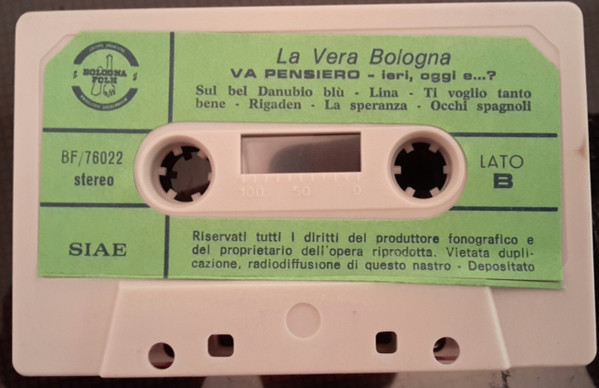 BOLOGNA
FOLK
La Vera Bologna
VA PENSIERO - ieri, oggi e...?
Sul bel Danubio blù - Lina - Ti voglio tanto
bene - Rigaden - La speranza - Occhi spagnoli
BF/76022
stereo
100 50 0
LATO
B
SIAE
Riservati tutti i diritti del produttore fonografico e
del proprietario dell'opera riprodotta. Vietata dupli-
cazione, radiodiffusione di questo nastro - Depositato